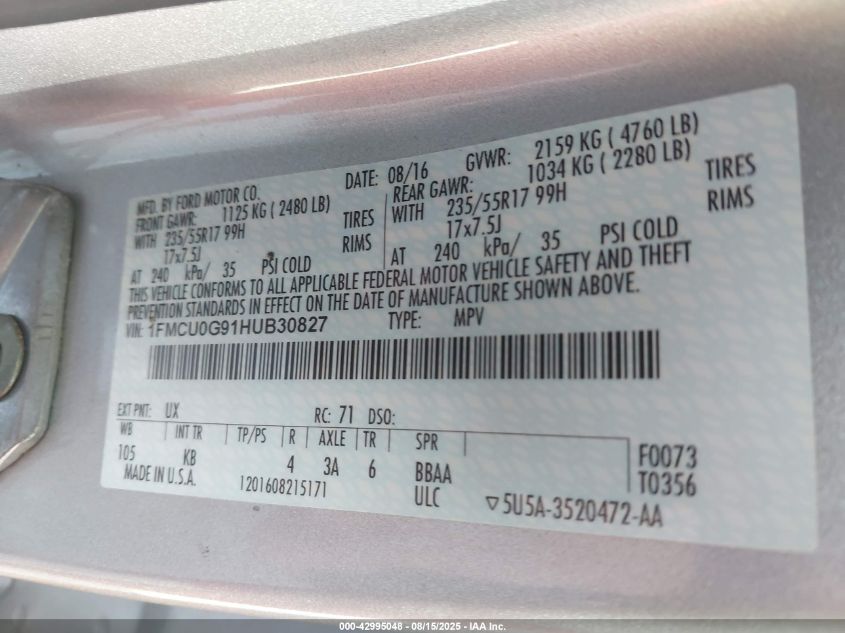 MFD. BY FORD MOTOR CO.
DATE: 08/16 GVWR: 2159 KG ( 4760 LB)
FRONT GAWR: 1125 KG ( 2480 LB)
REAR GAWR: 1034 KG ( 2280 LB)
WITH 235/55R17 99H TIRES
WITH 235/55R17 99H TIRES
17x7.5J RIMS
17x7.5J RIMS
AT 240 kPa/ 35 PSI COLD
AT 240 kPa/ 35 PSI COLD
THIS VEHICLE CONFORMS TO ALL APPLICABLE FEDERAL MOTOR VEHICLE SAFETY AND THEFT
PREVENTION STANDARDS IN EFFECT ON THE DATE OF MANUFACTURE SHOWN ABOVE.
VIN: 1FMCU0G91HUB30827 TYPE: MPV
EXT PNT: UX RC: 71 DSO:
WB INT TR TP/PS R AXLE TR SPR
105 KB 4 3A 6 BBAA
F0073
MADE IN U.S.A. 1201608215171 ULC
T0356
▽5U5A-3520472-AA
000-42995048 - 08/15/2025 - IAA Inc.